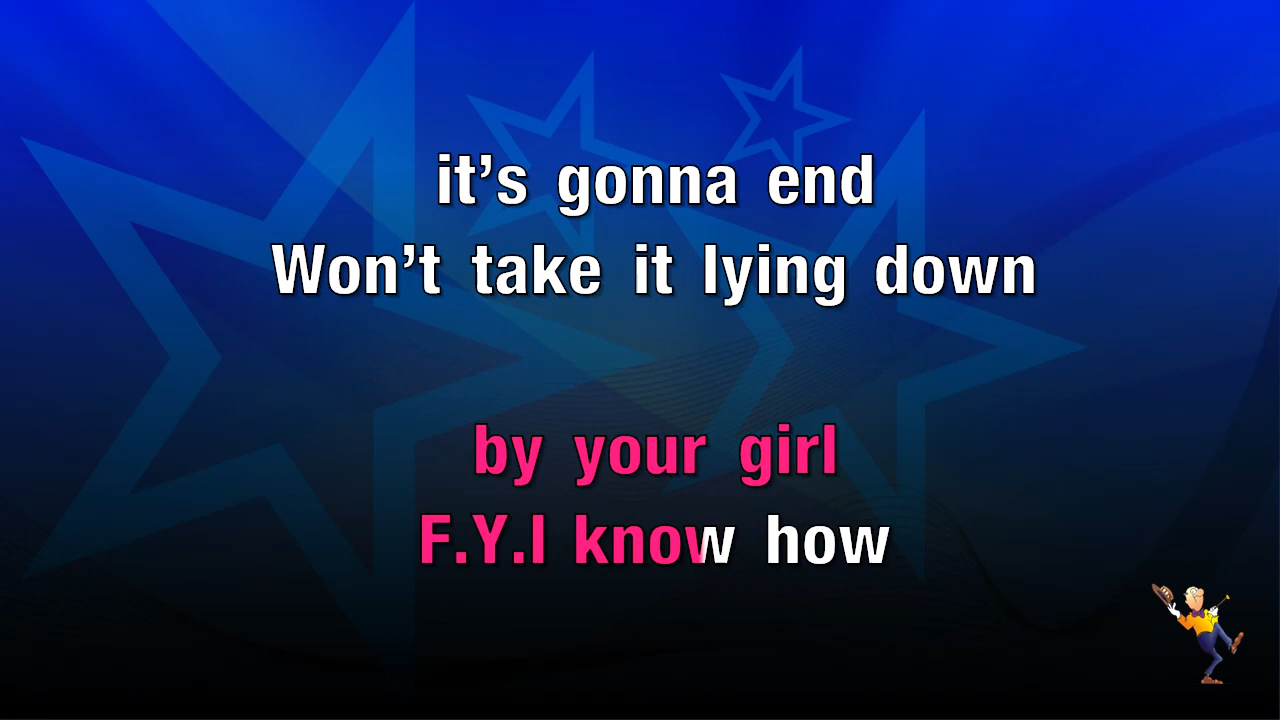 it’s gonna end
Won’t take it lying down
by your girl
F.Y.I know how